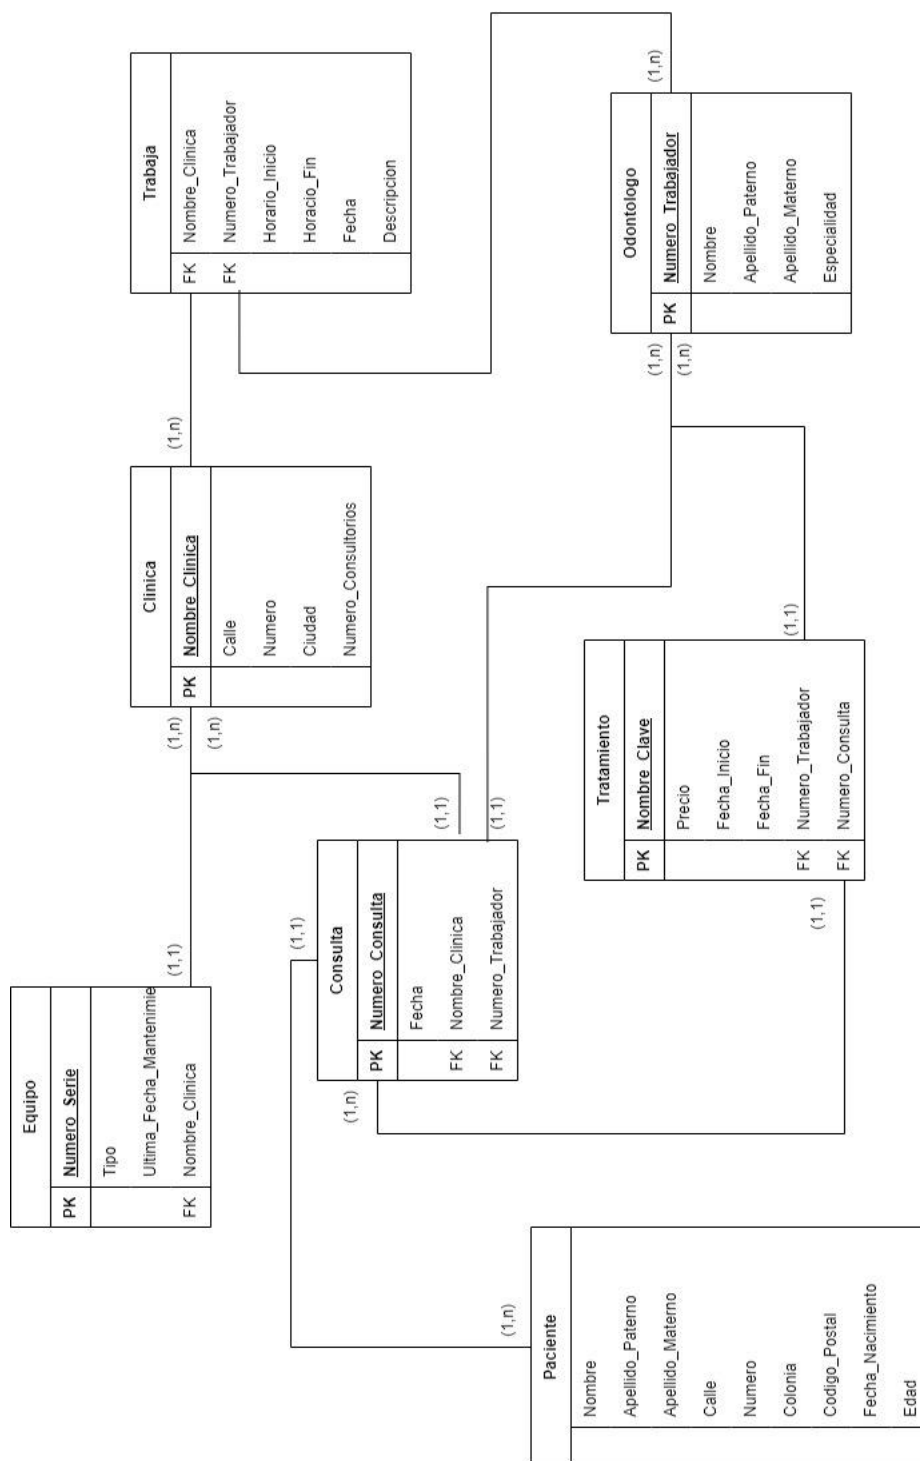 Equipo
PK Numero_Serie
Tipo
Ultima_Fecha_Mantenimie
FK Nombre_Clinica
(1,1)
(1,n)
(1,n)
Clinica
PK Nombre_Clinica
Calle
Numero
Ciudad
Numero_Consultorios
(1,n)
Trabaja
FK Nombre_Clinica
FK Numero_Trabajador
Horario_Inicio
Horacio_Fin
Fecha
Descripcion
(1,1)
Consulta
PK Numero_Consulta
Fecha
FK Nombre_Clinica
FK Numero_Trabajador
(1,n)
(1,1)
(1,1)
Paciente
Nombre
Apellido_Paterno
Apellido_Materno
Calle
Numero
Colonia
Codigo_Postal
Fecha_Nacimiento
Edad
(1,n)
Tratamiento
PK Nombre_Clave
Precio
Fecha_Inicio
Fecha_Fin
FK Numero_Trabajador
FK Numero_Consulta
(1,1)
(1,1)
Odontologo
PK Numero_Trabajador
Nombre
Apellido_Paterno
Apellido_Materno
Especialidad
(1,n)
(1,n)
(1,n)